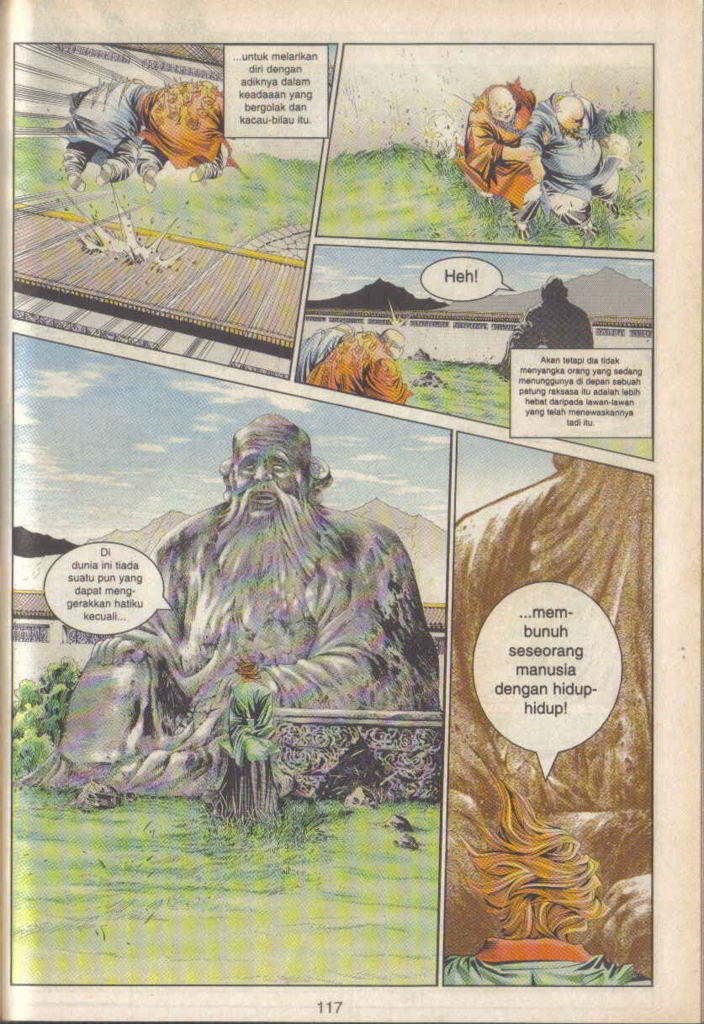 ...untuk melarikan
diri dengan
adiknya dalam
keadaaan yang
bergolak dan
kacau-bilau itu.
Heh!
Akan tetapi dia tidak
menyangka orang yang sedang
menunggunya di depan sebuah
patung raksasa itu adalah lebih
hebat daripada lawan-lawan
yang telah menewaskannya
tadi itu.
Di
dunia ini tiada
suatu pun yang
dapat meng-
gerakkan hatiku
kecuali...
...mem-
bunuh
seseorang
manusia
dengan hidup-
hidup!
117